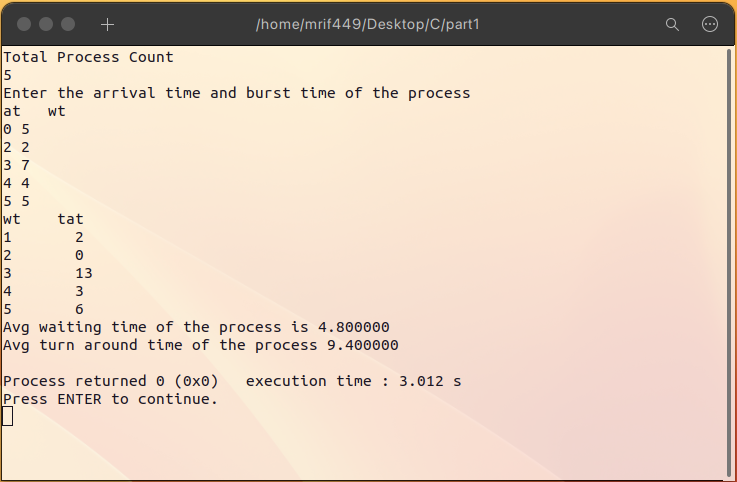 /home/mrif449/Desktop/C/part1
Total Process Count
5
Enter the arrival time and burst time of the process
at   wt
0 5
2 2
3 7
4 4
5 5
wt    tat
1       2
2       0
3       13
4       3
5       6
Avg waiting time of the process is 4.800000
Avg turn around time of the process 9.400000
Process returned 0 (0x0)   execution time : 3.012 s
Press ENTER to continue.